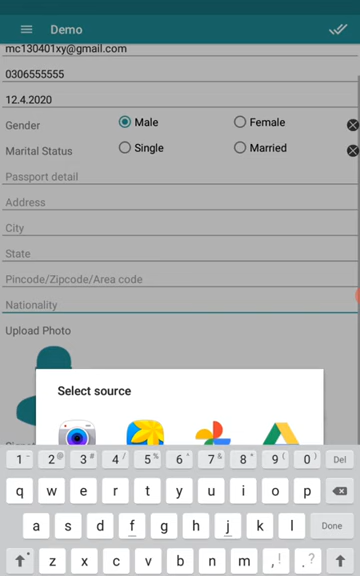 Demo
mc130401xy@gmail.com
0306555555
12.4.2020
Gender Male Female
Marital Status Single Married
Passport detail
Address
City
State
Pincode/Zipcode/Area code
Nationality
Upload Photo
Select source
1 - 2 @ 3 # 4 / 5 % 6 ^ 7 & 8 * 9 ( 0 ) Del
q w e r t y u i o p
a s d f g h j k l Done
z x c v b n m , ! . ?